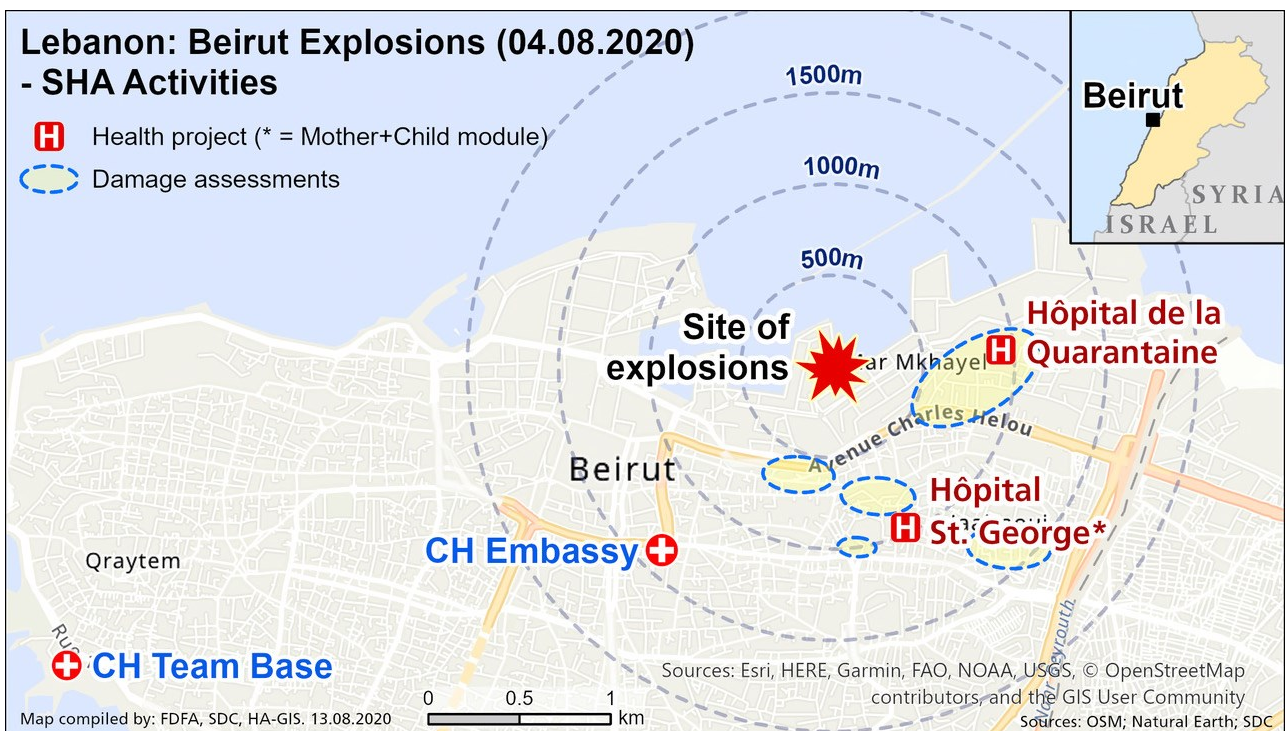 Lebanon: Beirut Explosions (04.08.2020)
- SHA Activities
H Health project (* = Mother+Child module)
Damage assessments
1500m
1000m
500m
Beirut
SYRIA
ISRAEL
Site of
explosions
Mar Mkhayel
H
Hôpital de la
Quarantaine
Avenue Charles Helou
Beirut
Hôpital
H
St. George*
CH Embassy
Qoraytem
CH Team Base
Sources: Esri, HERE, Garmin, FAO, NOAA, USGS, © OpenStreetMap
contributors, and the GIS User Community
0 0.5 1
km
Map compiled by: FDFA, SDC, HA-GIS. 13.08.2020
Sources: OSM; Natural Earth; SDC